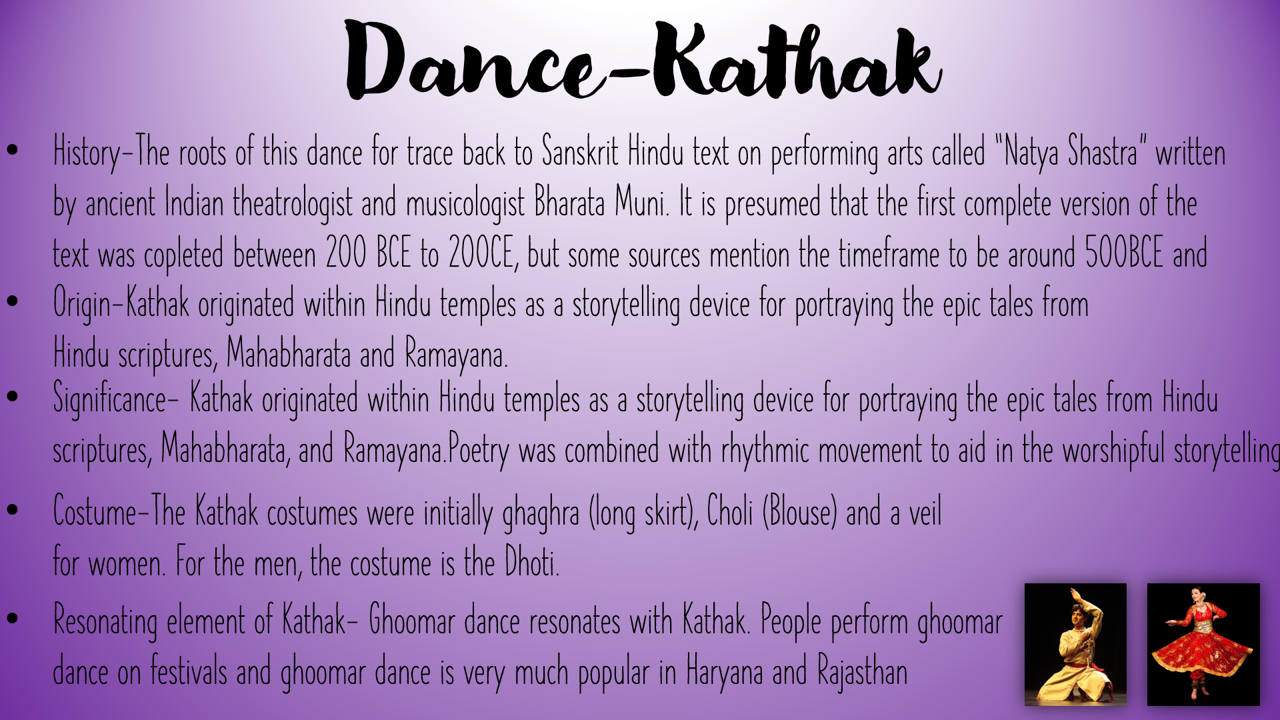 Dance-Kathak
• History-The roots of this dance for trace back to Sanskrit Hindu text on performing arts called "Natya Shastra" written
by ancient Indian theatrologist and musicologist Bharata Muni. It is presumed that the first complete version of the
text was copleted between 200 BCE to 200CE, but some sources mention the timeframe to be around 500BCE and
• Origin-Kathak originated within Hindu temples as a storytelling device for portraying the epic tales from
Hindu scriptures, Mahabharata and Ramayana.
• Significance- Kathak originated within Hindu temples as a storytelling device for portraying the epic tales from Hindu
scriptures, Mahabharata, and Ramayana.Poetry was combined with rhythmic movement to aid in the worshipful storytelling
• Costume-The Kathak costumes were initially ghaghra (long skirt), Choli (Blouse) and a veil
for women. For the men, the costume is the Dhoti.
• Resonating element of Kathak- Ghoomar dance resonates with Kathak. People perform ghoomar
dance on festivals and ghoomar dance is very much popular in Haryana and Rajasthan